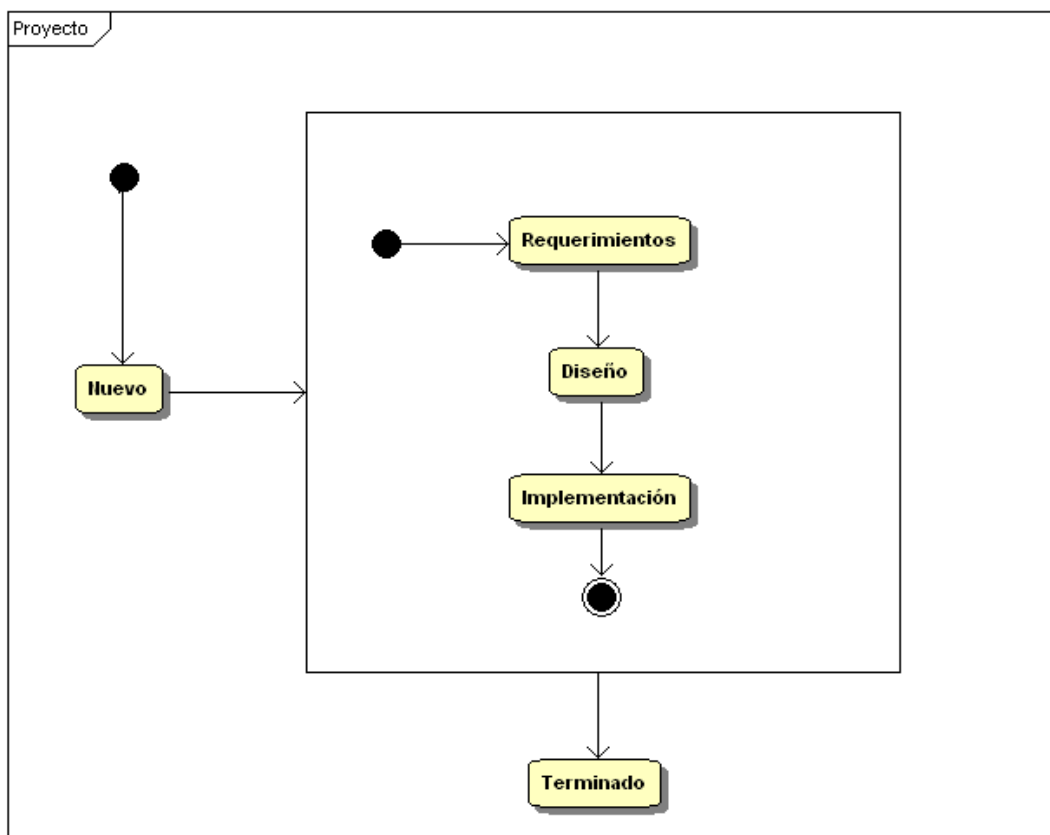 Proyecto
Requerimientos
Diseño
Nuevo
Implementación
Terminado